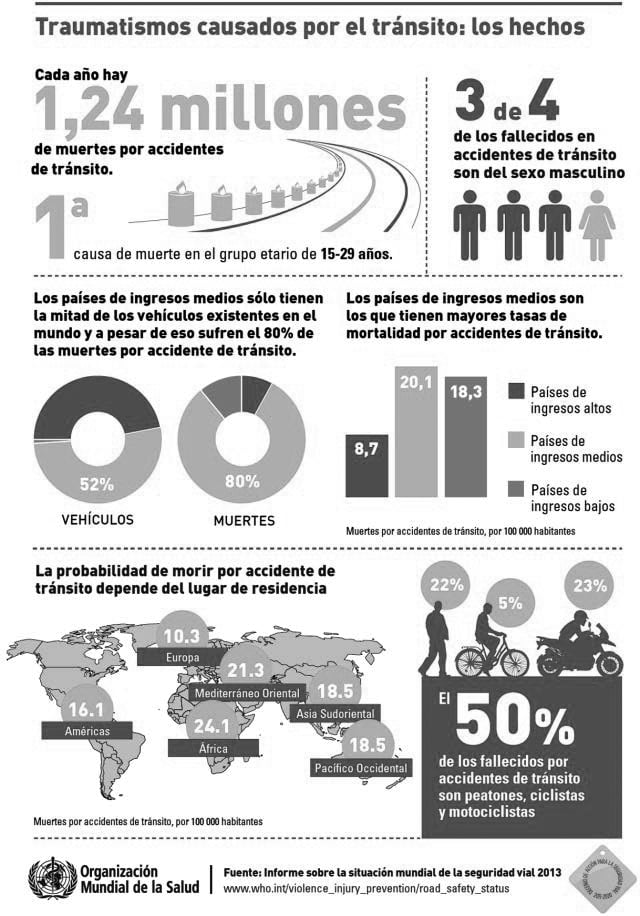 Traumatismos causados por el tránsito: los hechos
Cada año hay
1,24 millones
de muertes por accidentes
de tránsito.
1ª
causa de muerte en el grupo etario de 15-29 años.
3 de 4
de los fallecidos en
accidentes de tránsito
son del sexo masculino
Los países de ingresos medios sólo tienen
la mitad de los vehículos existentes en el
mundo y a pesar de eso sufren el 80% de
las muertes por accidente de tránsito.
52%
VEHÍCULOS
80%
MUERTES
Los países de ingresos medios son
los que tienen mayores tasas de
mortalidad por accidentes de tránsito.
8,7
20,1
18,3
Países de
ingresos altos
Países de
ingresos medios
Países de
ingresos bajos
Muertes por accidentes de tránsito, por 100 000 habitantes
La probabilidad de morir por accidente de
tránsito depende del lugar de residencia
10.3
Europa
21.3
Mediterráneo Oriental
18.5
Asia Sudoriental
16.1
Américas
24.1
África
18.5
Pacífico Occidental
Muertes por accidentes de tránsito, por 100 000 habitantes
22%
5%
23%
El 50%
de los fallecidos por
accidentes de tránsito
son peatones, ciclistas
y motociclistas
Organización
Mundial de la Salud
Fuente: Informe sobre la situación mundial de la seguridad vial 2013
www.who.int/violence_injury_prevention/road_safety_status